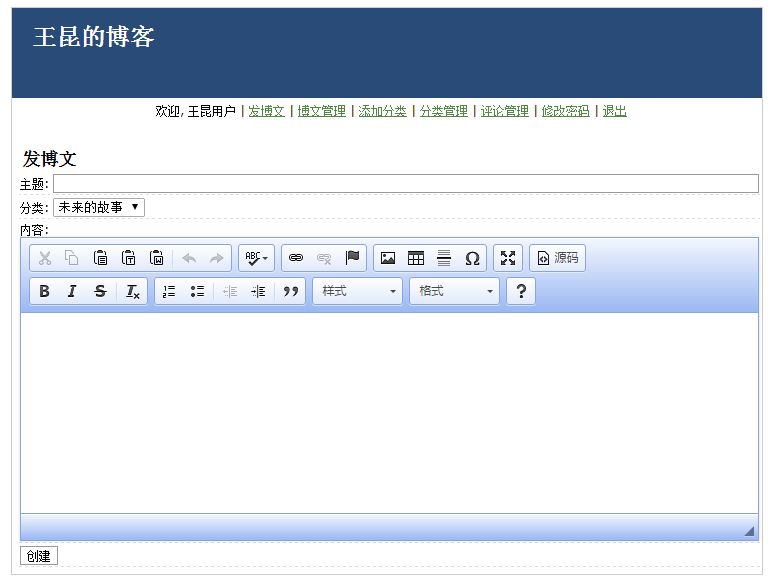 王昆的博客
欢迎, 王昆用户 | 发博文 | 博文管理 | 添加分类 | 分类管理 | 评论管理 | 修改密码 | 退出
发博文
主题:
分类: 未来的故事
内容:
ABC Ω 源码
B I S Ix 样式 格式 ?
创建